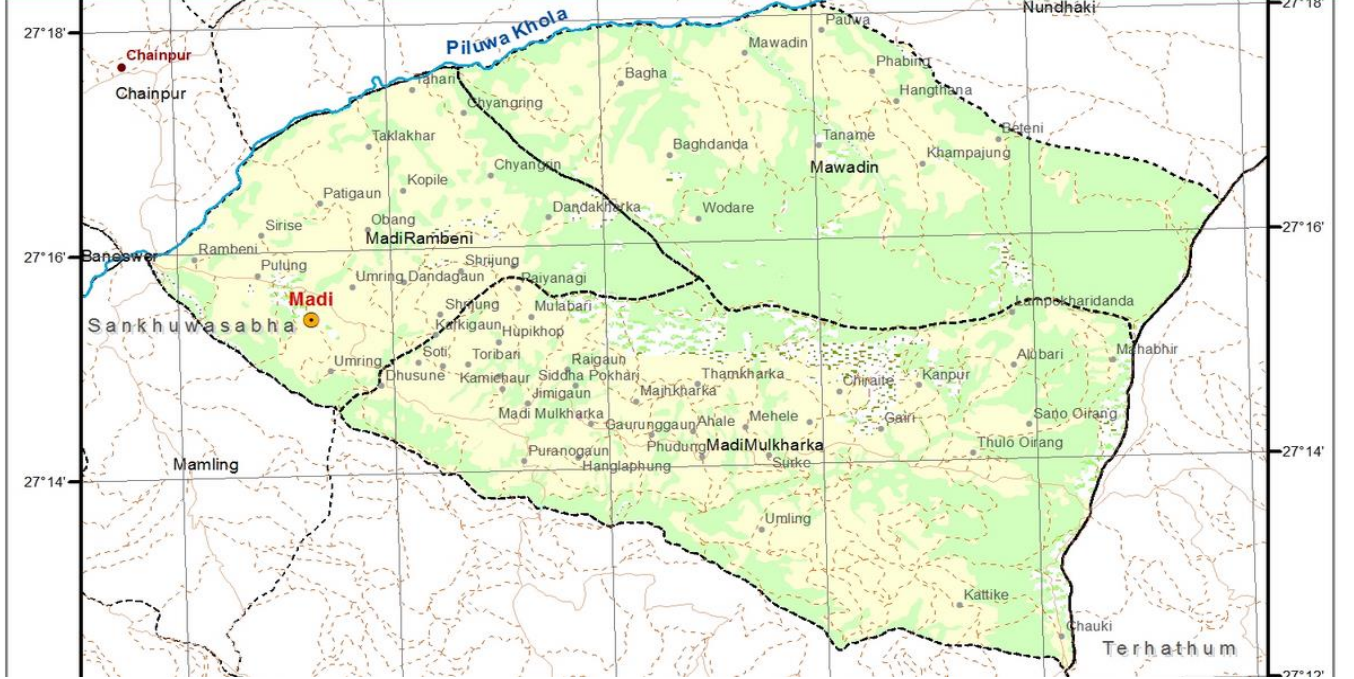 27°18'
27°18'
Nundhaki
Pauwa
Piluwa Khola
Mawadin
Chainpur
Phabing
Bagha
Tahari
Chainpur
Hangthana
Chyangring
Beteni
Taklakhar
Taname
Baghdanda
Khampajung
Chyangrin
Mawadin
Kopile
Patigaun
Dandakharka
Wodare
Obang
Sirise
27°16'
MadiRambeni
Rambeni
27°16'
Baneswer
Shrijung
Pulung
Umring Dandagaun
Paiyanagi
Madi
Lampokharidanda
Shrijung
Mulabari
Sankhuwasabha
Karkigaun
Hupikhop
Mahabhir
Soti
Toribari
Alubari
Raigaun
Umring
Dhusune
Kamichaur
Siddha Pokhari
Thamkharka
Chiraite
Kanpur
Jimigaun
Majhkharka
Madi Mulkharka
Mehele
Sano Oirang
Gaurunggaun
Ahale
Gairi
MadiMulkharka
Phudung
Thulo Oirang
27°14'
Puranogaun
Mamling
Hanglaphung
Surke
27°14'
Umling
Kattike
Chauki
Terhathum
27°12'